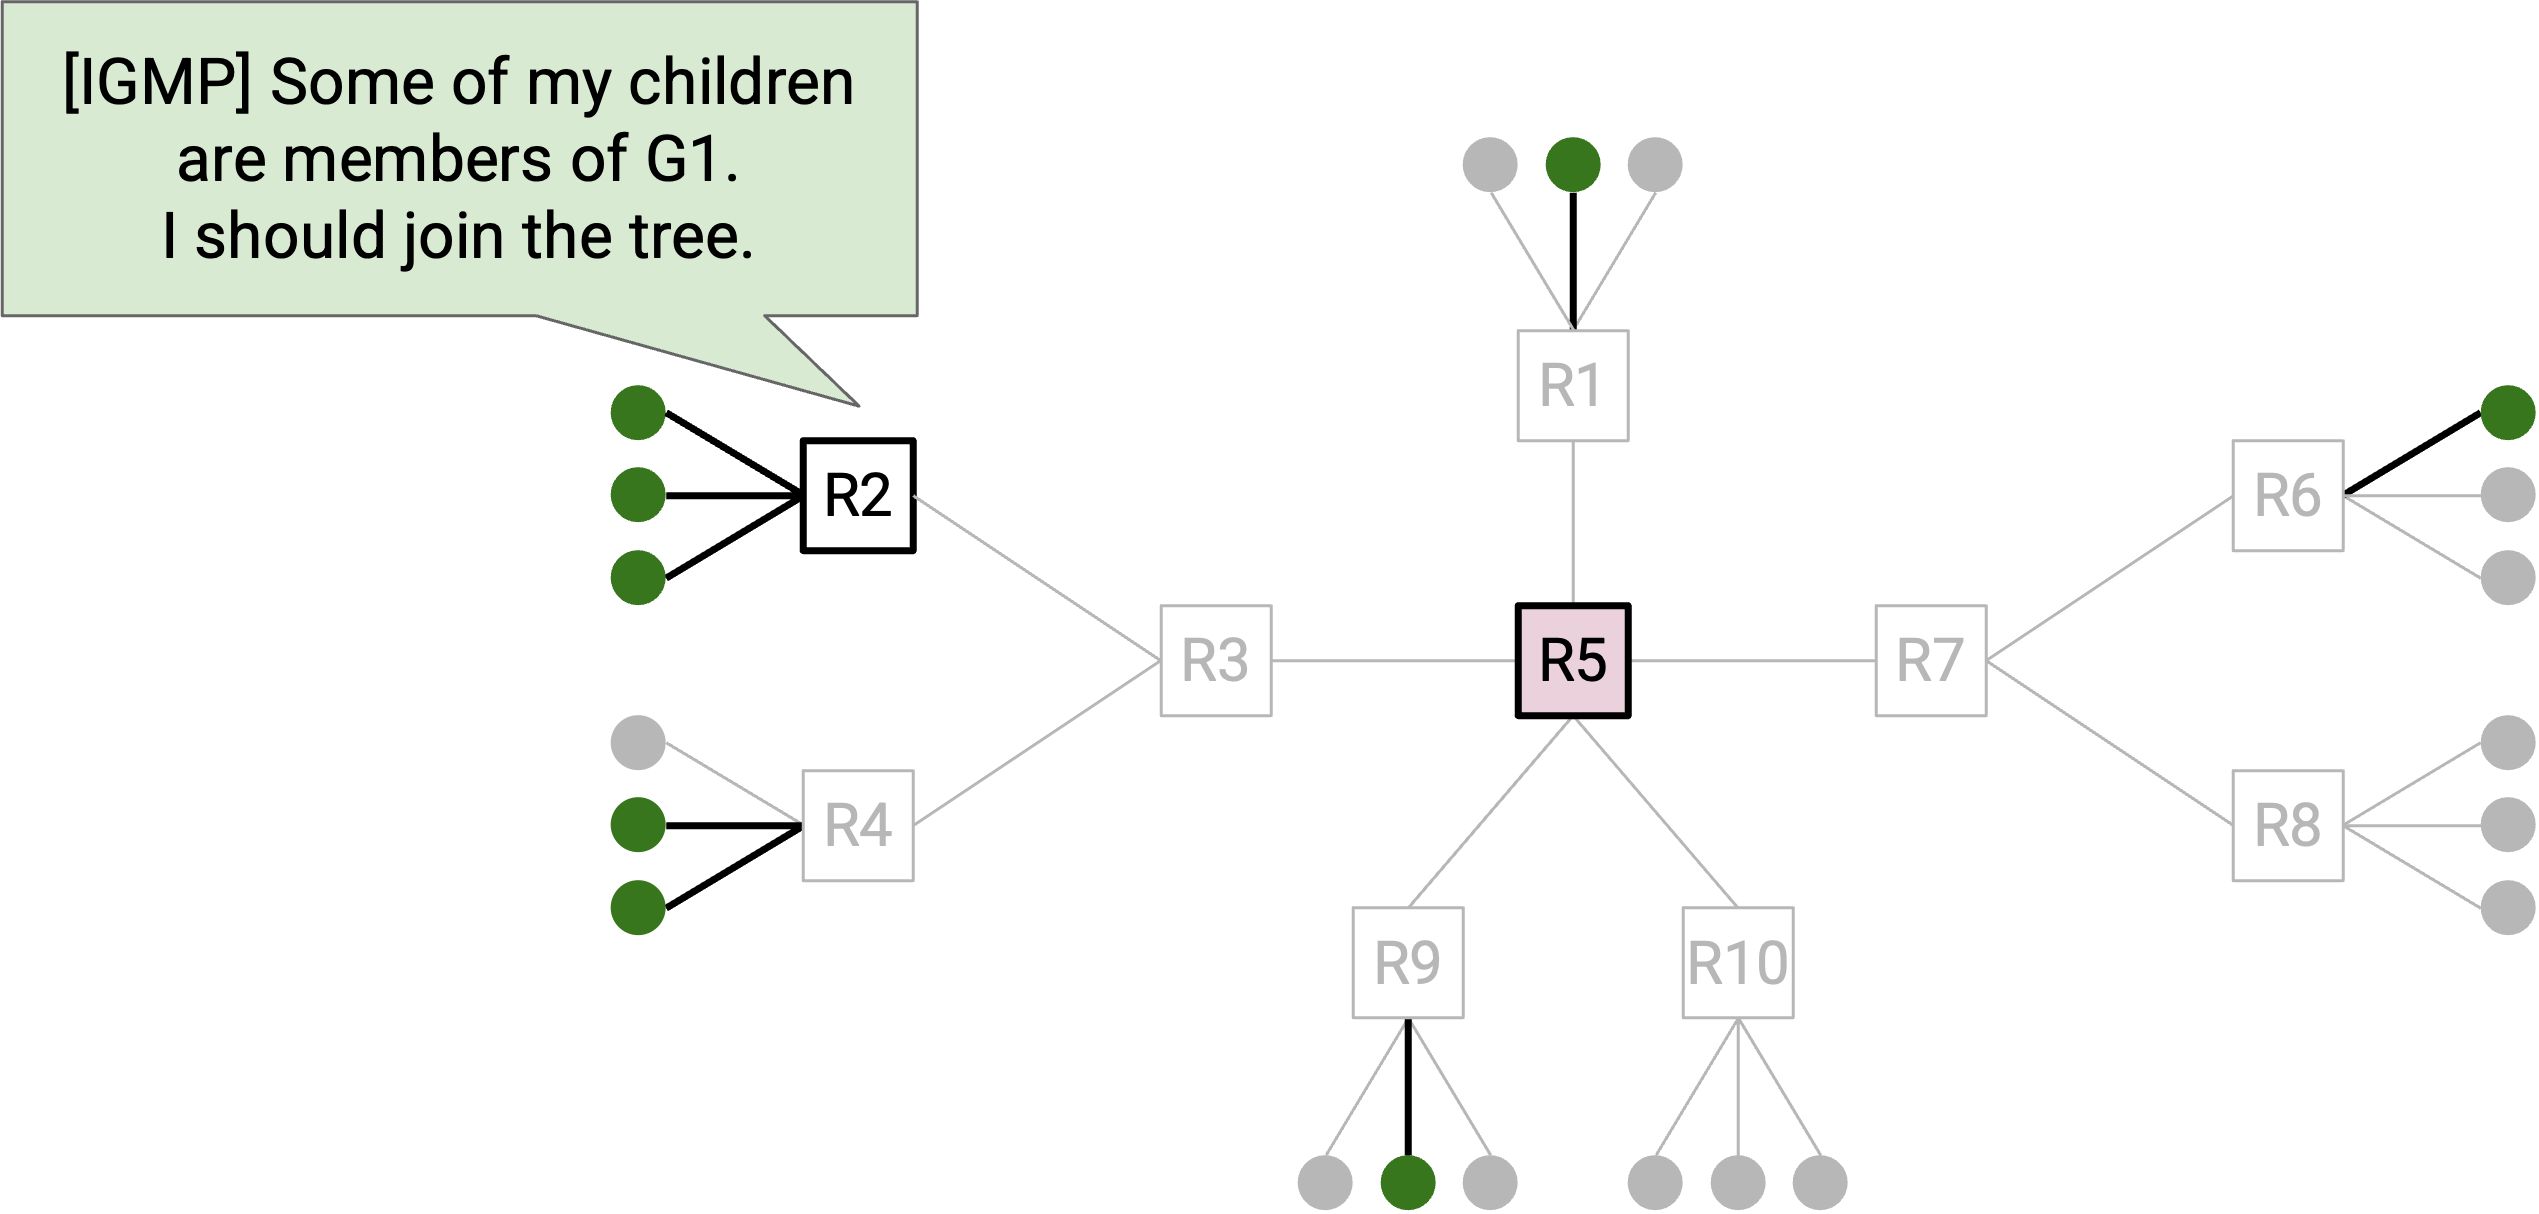 [IGMP] Some of my children
are members of G1.
I should join the tree.
R1
R2
R6
R3
R5
R7
R4
R8
R9
R10